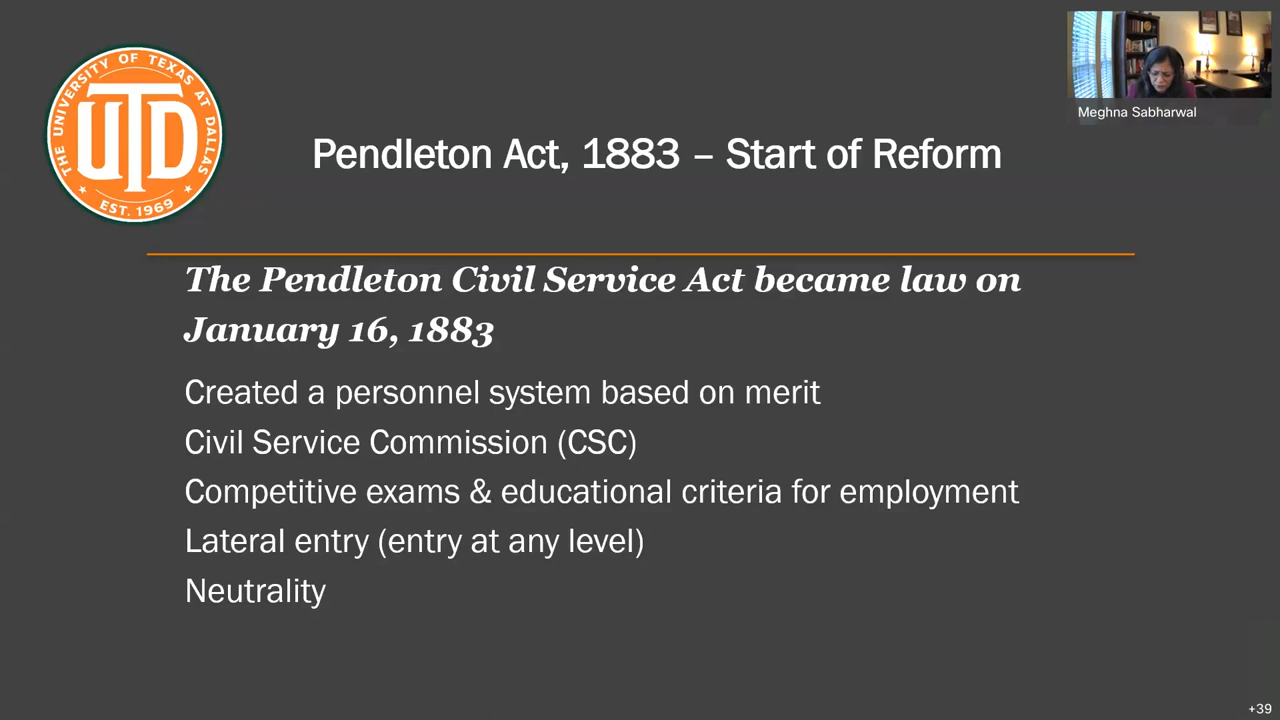 THE UNIVERSITY OF TEXAS AT DALLAS
UTD
EST. 1969
Meghna Sabharwal
Pendleton Act, 1883 – Start of Reform
The Pendleton Civil Service Act became law on
January 16, 1883
Created a personnel system based on merit
Civil Service Commission (CSC)
Competitive exams & educational criteria for employment
Lateral entry (entry at any level)
Neutrality
+39